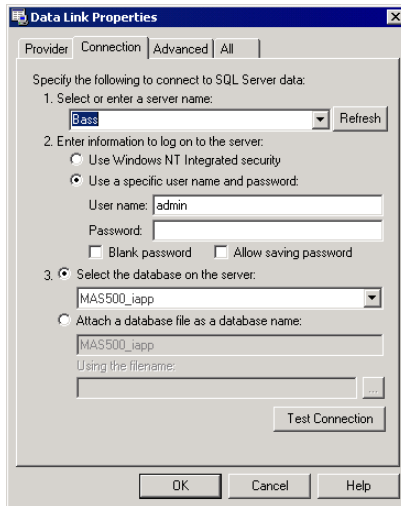 Data Link Properties
Provider Connection Advanced All
Specify the following to connect to SQL Server data:
1. Select or enter a server name:
Bass Refresh
2. Enter information to log on to the server:
Use Windows NT Integrated security
Use a specific user name and password:
User name: admin
Password:
Blank password Allow saving password
3. Select the database on the server:
MAS500_iapp
Attach a database file as a database name:
MAS500_iapp
Using the filename:
...
Test Connection
OK Cancel Help